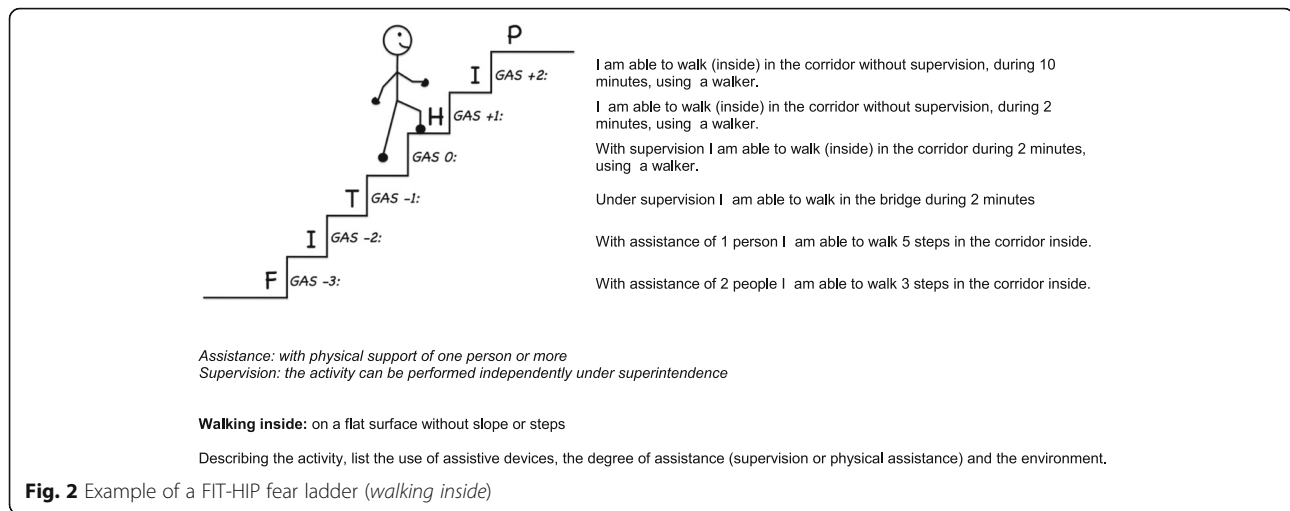 P
I GAS +2: I am able to walk (inside) in the corridor without supervision, during 10
minutes, using a walker.
H GAS +1: I am able to walk (inside) in the corridor without supervision, during 2
minutes, using a walker.
GAS 0: With supervision I am able to walk (inside) in the corridor during 2 minutes,
using a walker.
T GAS -1: Under supervision I am able to walk in the bridge during 2 minutes
I GAS -2: With assistance of 1 person I am able to walk 5 steps in the corridor inside.
F GAS -3: With assistance of 2 people I am able to walk 3 steps in the corridor inside.
Assistance: with physical support of one person or more
Supervision: the activity can be performed independently under superintendence
Walking inside: on a flat surface without slope or steps
Describing the activity, list the use of assistive devices, the degree of assistance (supervision or physical assistance) and the environment.
Fig. 2 Example of a FIT-HIP fear ladder (walking inside)